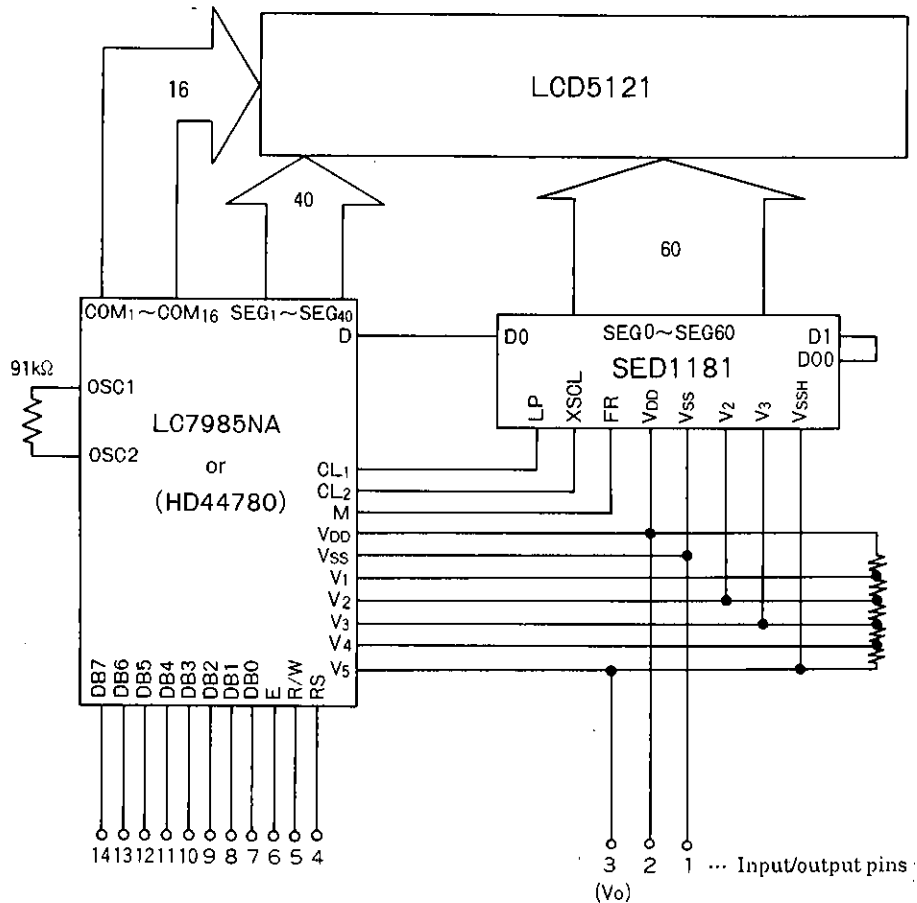 LCD5121
16
40
60
COM1~COM16 SEG1~SEG40
D
D0
SEG0~SEG60
D1
D00
SED1181
LP
XSCL
FR
VDD
VSS
V2
V3
VSSH
91kΩ
OSC1
OSC2
LC7985NA
or
(HD44780)
CL1
CL2
M
VDD
VSS
V1
V2
V3
V4
V5
DB7
DB6
DB5
DB4
DB3
DB2
DB1
DB0
E
R/W
RS
14 13 12 11 10 9 8 7 6 5 4
3 2 1 ··· Input/output pins
(Vo)